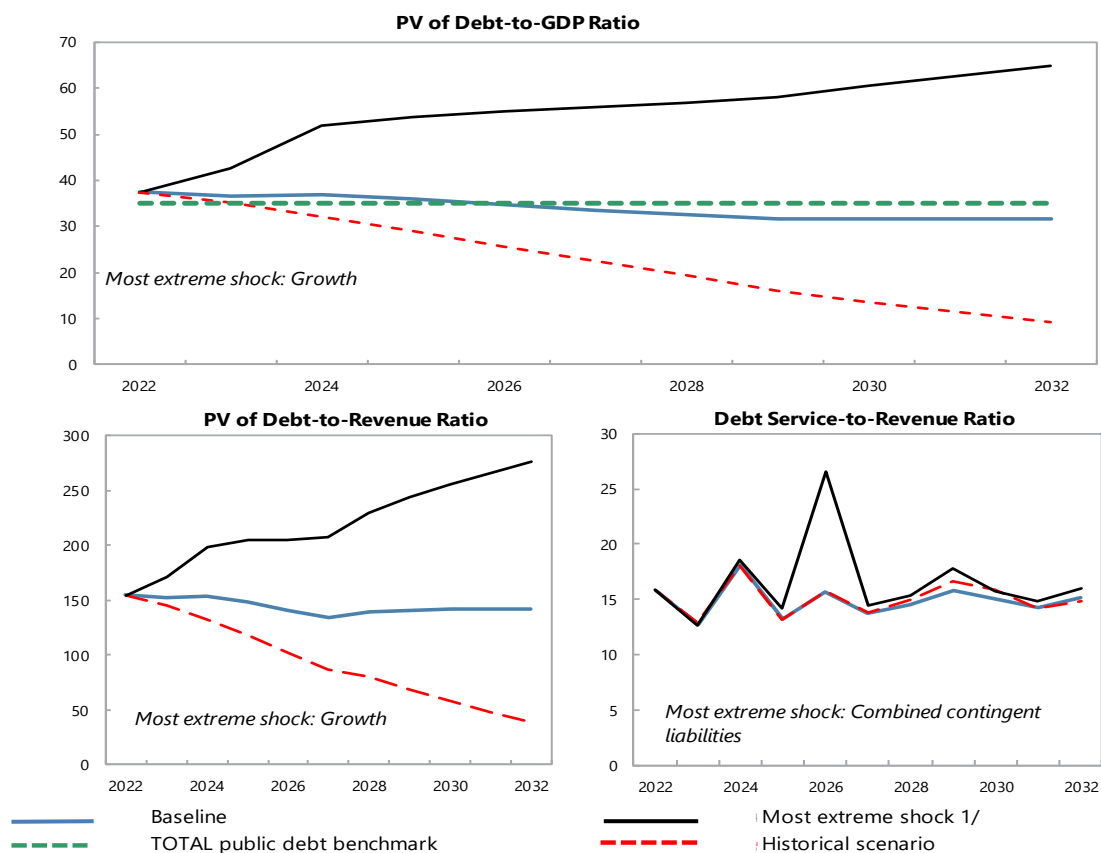 PV of Debt-to-GDP Ratio
70
60
50
40
30
20
10
0
Most extreme shock: Growth
2022 2024 2026 2028 2030 2032
PV of Debt-to-Revenue Ratio
300
250
200
150
100
50
0
Most extreme shock: Growth
2022 2024 2026 2028 2030 2032
Debt Service-to-Revenue Ratio
30
25
20
15
10
5
0
Most extreme shock: Combined contingent
liabilities
2022 2024 2026 2028 2030 2032
Baseline
TOTAL public debt benchmark
Most extreme shock 1/
Historical scenario